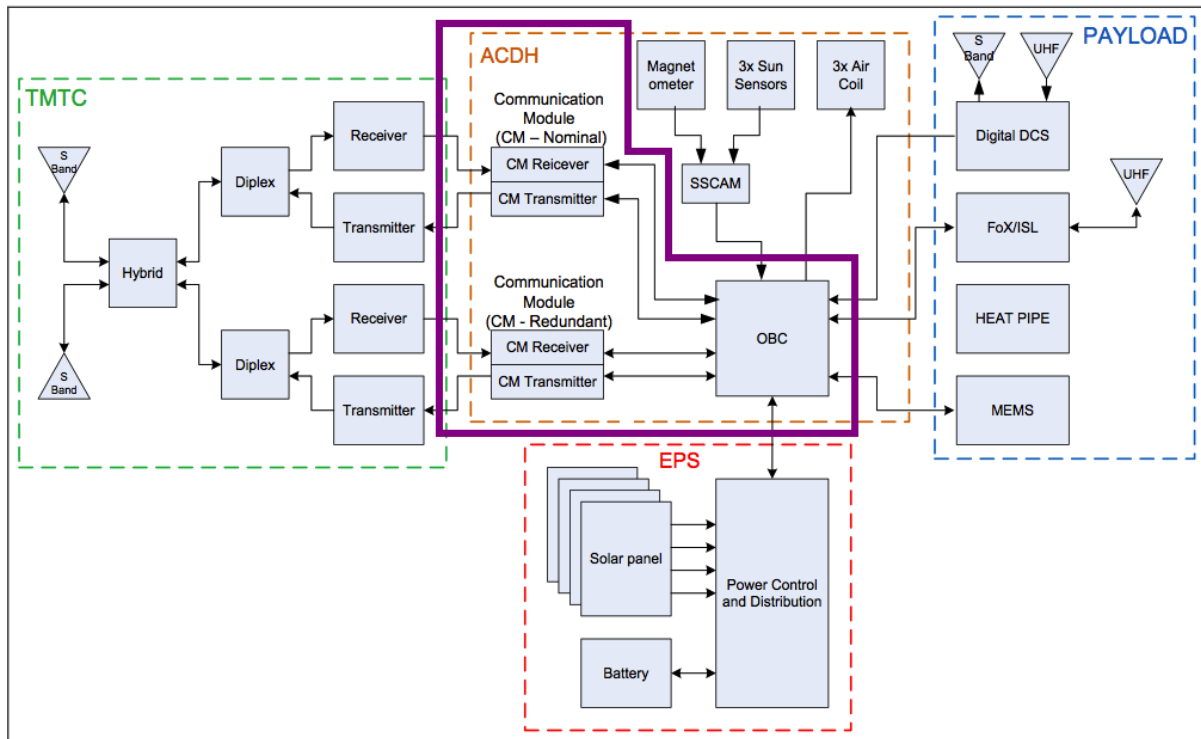 TMTC
S
Band
S
Band
Hybrid
Diplex
Diplex
Receiver
Transmitter
Receiver
Transmitter
ACDH
Communication
Module
(CM – Nominal)
CM Reicever
CM Transmitter
Communication
Module
(CM - Redundant)
CM Receiver
CM Transmitter
Magnet
ometer
3x Sun
Sensors
3x Air
Coil
SSCAM
OBC
PAYLOAD
S
Band
UHF
Digital DCS
UHF
FoX/ISL
HEAT PIPE
MEMS
EPS
Solar panel
Power Control
and Distribution
Battery